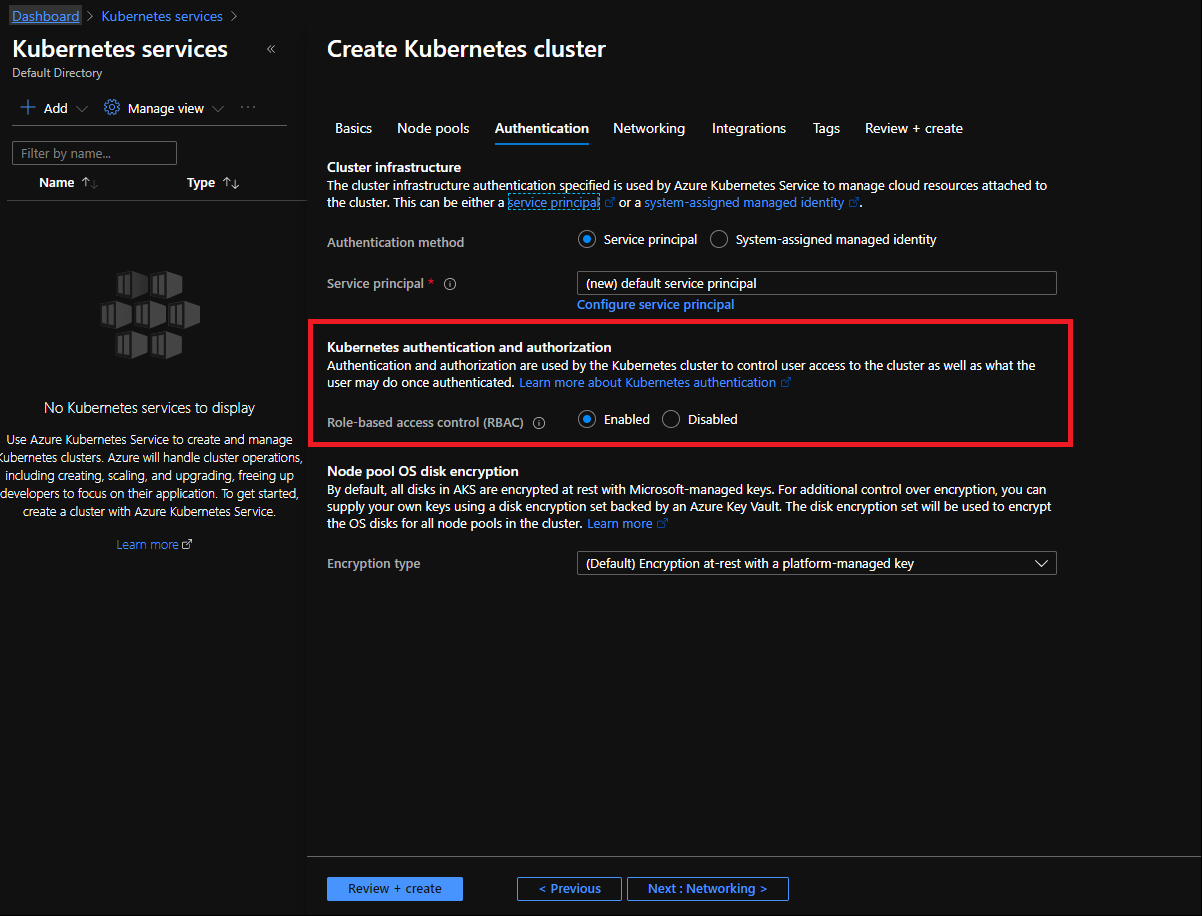 Dashboard > Kubernetes services >
Kubernetes services
«
Default Directory
Add
Manage view
...
Filter by name...
Name
Type
No Kubernetes services to display
Use Azure Kubernetes Service to create and manage
Kubernetes clusters. Azure will handle cluster operations,
including creating, scaling, and upgrading, freeing up
developers to focus on their application. To get started,
create a cluster with Azure Kubernetes Service.
Learn more
Create Kubernetes cluster
Basics
Node pools
Authentication
Networking
Integrations
Tags
Review + create
Cluster infrastructure
The cluster infrastructure authentication specified is used by Azure Kubernetes Service to manage cloud resources attached to
the cluster. This can be either a service principal or a system-assigned managed identity.
Authentication method
Service principal
System-assigned managed identity
Service principal *
(new) default service principal
Configure service principal
Kubernetes authentication and authorization
Authentication and authorization are used by the Kubernetes cluster to control user access to the cluster as well as what the
user may do once authenticated. Learn more about Kubernetes authentication
Role-based access control (RBAC)
Enabled
Disabled
Node pool OS disk encryption
By default, all disks in AKS are encrypted at rest with Microsoft-managed keys. For additional control over encryption, you can
supply your own keys using a disk encryption set backed by an Azure Key Vault. The disk encryption set will be used to encrypt
the OS disks for all node pools in the cluster. Learn more
Encryption type
(Default) Encryption at-rest with a platform-managed key
Review + create
< Previous
Next : Networking >